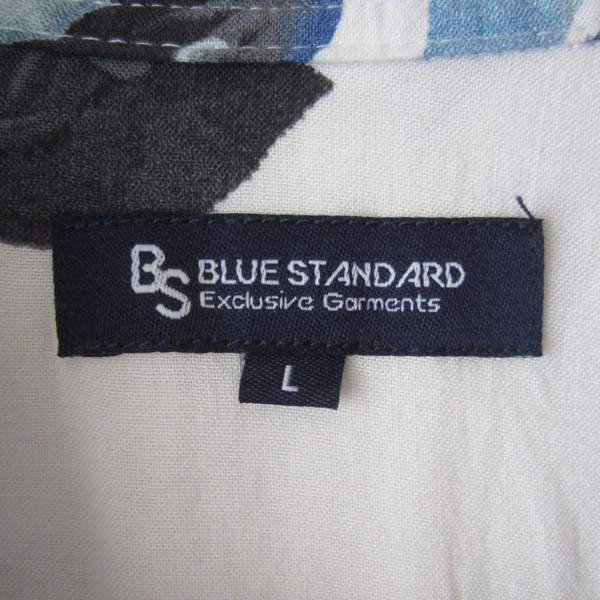 BS BLUE STANDARD
Exclusive Garments
L